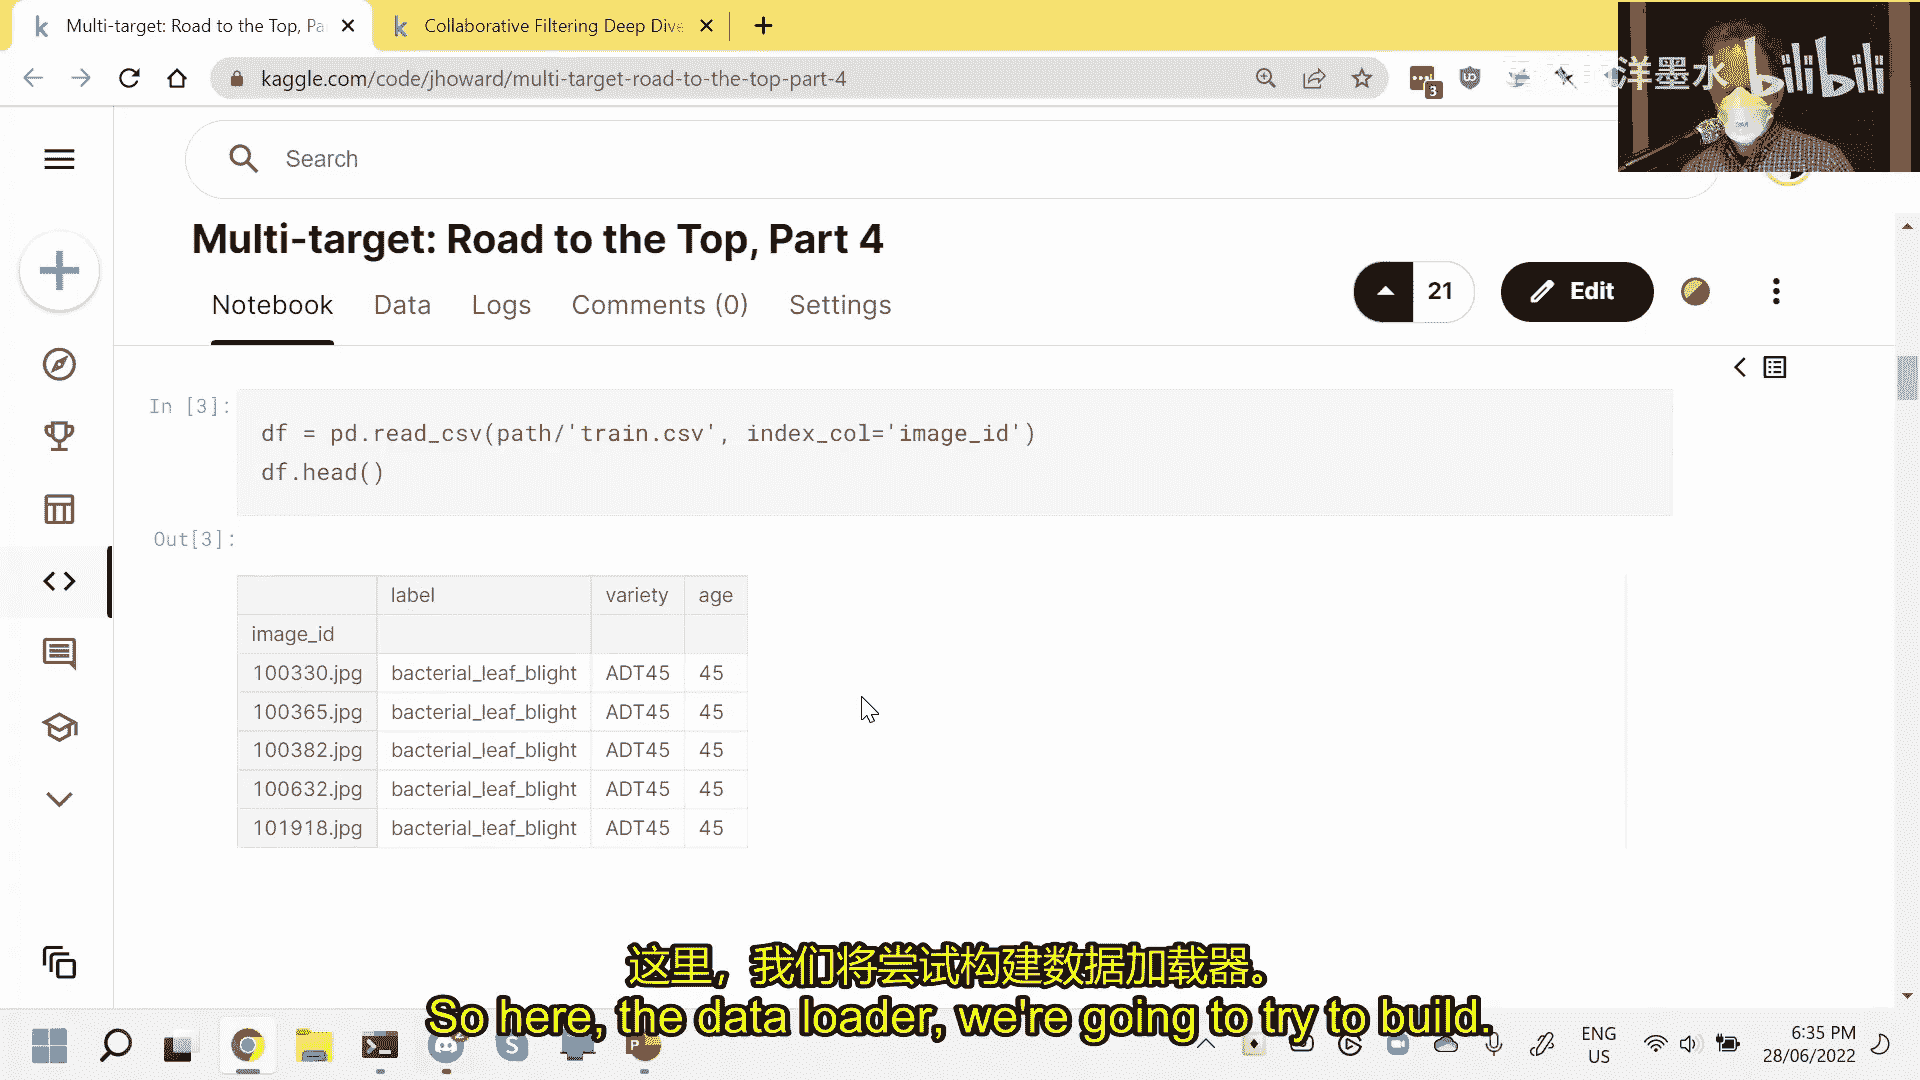 Multi-target: Road to the Top, Pa
Collaborative Filtering Deep Dive
kaggle.com/code/jhoward/multi-target-road-to-the-top-part-4
3
洋墨水 bilibili
Search
Multi-target: Road to the Top, Part 4
Notebook Data Logs Comments (0) Settings
21 Edit
In [3]:
df = pd.read_csv(path/'train.csv', index_col='image_id')
df.head()
Out[3]:
label variety age
image_id
100330.jpg bacterial_leaf_blight ADT45 45
100365.jpg bacterial_leaf_blight ADT45 45
100382.jpg bacterial_leaf_blight ADT45 45
100632.jpg bacterial_leaf_blight ADT45 45
101918.jpg bacterial_leaf_blight ADT45 45
这里，我们将尝试构建数据加载器。
So here, the data loader, we're going to try to build.
ENG
US
6:35 PM
28/06/2022